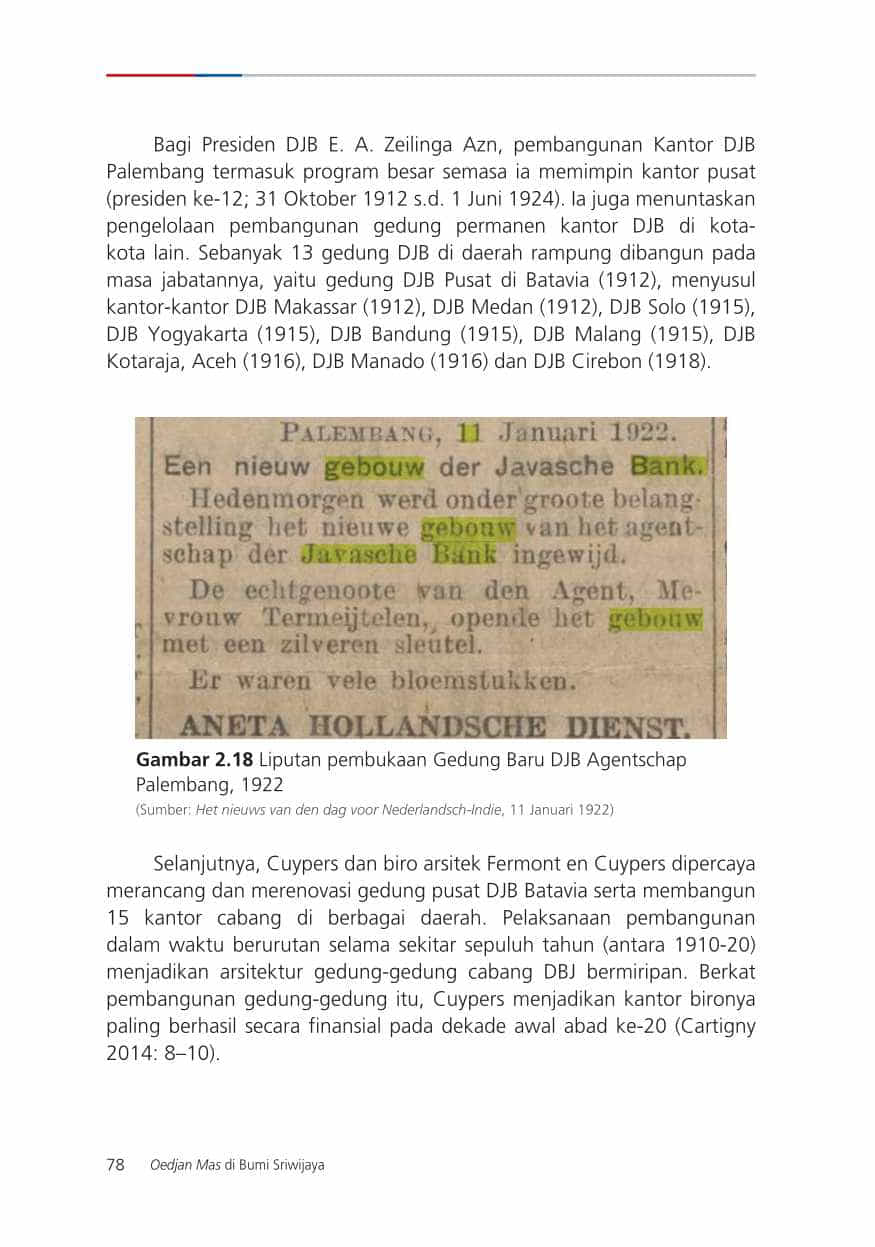 Bagi Presiden DJB E. A. Zeilinga Azn, pembangunan Kantor DJB
Palembang termasuk program besar semasa ia memimpin kantor pusat
(presiden ke-12; 31 Oktober 1912 s.d. 1 Juni 1924). Ia juga menuntaskan
pengelolaan pembangunan gedung permanen kantor DJB di kota-
kota lain. Sebanyak 13 gedung DJB di daerah rampung dibangun pada
masa jabatannya, yaitu gedung DJB Pusat di Batavia (1912), menyusul
kantor-kantor DJB Makassar (1912), DJB Medan (1912), DJB Solo (1915),
DJB Yogyakarta (1915), DJB Bandung (1915), DJB Malang (1915), DJB
Kotaraja, Aceh (1916), DJB Manado (1916) dan DJB Cirebon (1918).
PALEMBANG, 11 Januari 1922.
Een nieuw gebouw der Javasche Bank.
Hedenmorgen werd onder groote belang-
stelling het nieuwe gebouw van het agent-
schap der Javasche Bank ingewijd.
De echtgenoote van den Agent, Me-
vrouw Termeijtelen, opende het gebouw
met een zilveren sleutel.
Er waren vele bloemstukken.
ANETA HOLLANDSCHE DIENST.
Gambar 2.18 Liputan pembukaan Gedung Baru DJB Agentschap
Palembang, 1922
(Sumber: Het nieuws van den dag voor Nederlandsch-Indie, 11 Januari 1922)
Selanjutnya, Cuypers dan biro arsitek Fermont en Cuypers dipercaya
merancang dan merenovasi gedung pusat DJB Batavia serta membangun
15 kantor cabang di berbagai daerah. Pelaksanaan pembangunan
dalam waktu berurutan selama sekitar sepuluh tahun (antara 1910-20)
menjadikan arsitektur gedung-gedung cabang DBJ bermiripan. Berkat
pembangunan gedung-gedung itu, Cuypers menjadikan kantor bironya
paling berhasil secara finansial pada dekade awal abad ke-20 (Cartigny
2014: 8–10).
78 Oedjan Mas di Bumi Sriwijaya